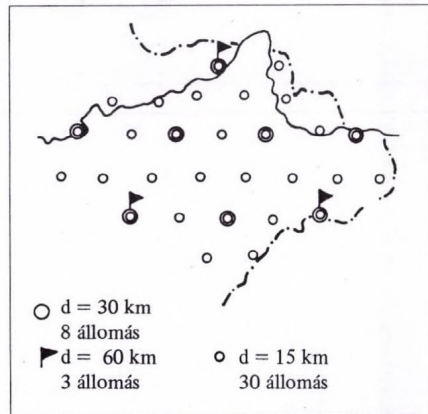 d = 30 km
8 állomás
d = 60 km
3 állomás
d = 15 km
30 állomás